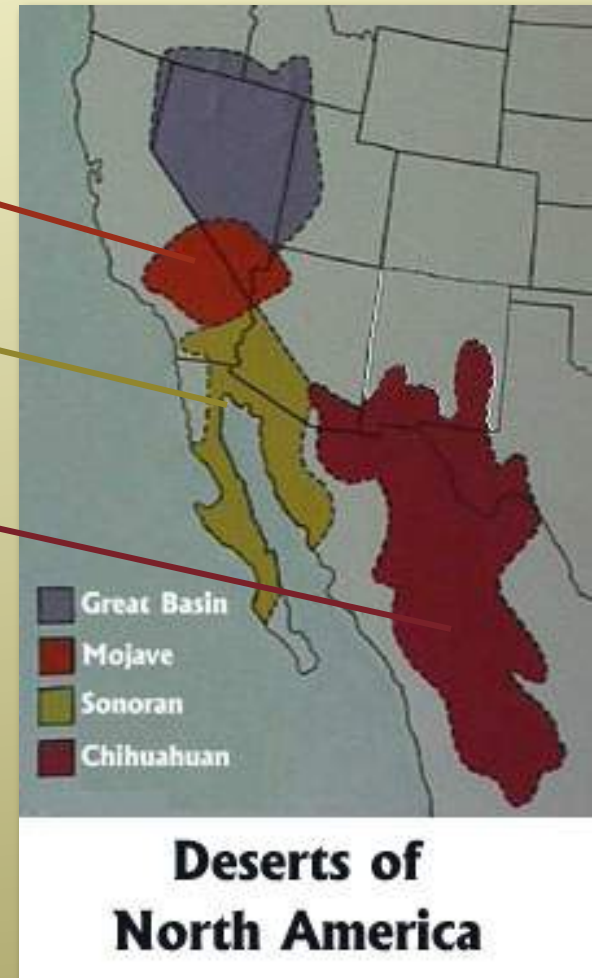 Great Basin
Mojave
Sonoran
Chihuahuan
Deserts of
North America